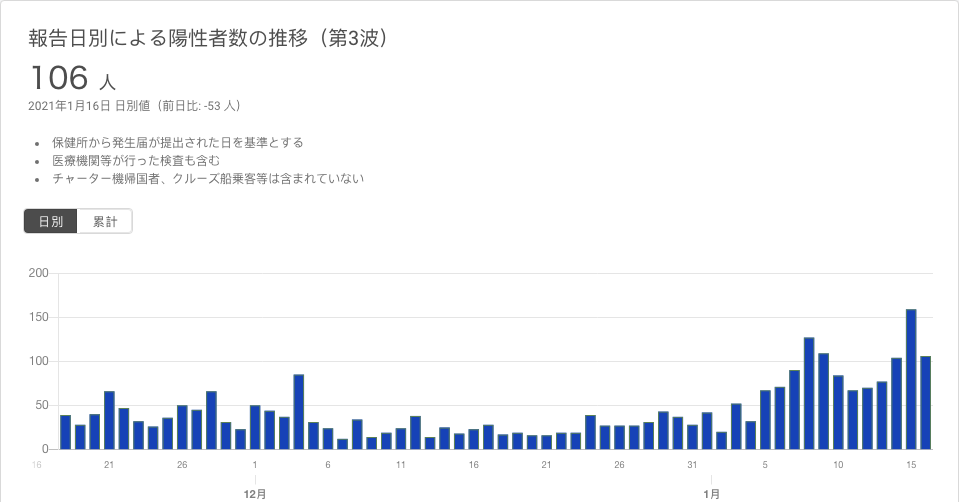 報告日別による陽性者数の推移（第3波）
106 人
2021年1月16日 日別値（前日比: -53 人）
保健所から発生届が提出された日を基準とする
医療機関等が行った検査も含む
チャーター機帰国者、クルーズ船乗客等は含まれていない
日別 累計
200
150
100
50
0
16 21 26 1 6 11 16 21 26 31 5 10 15
12月 1月